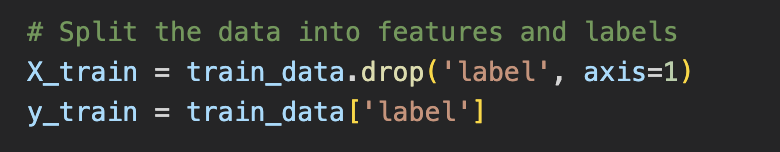 # Split the data into features and labels
X_train = train_data.drop('label', axis=1)
y_train = train_data['label']